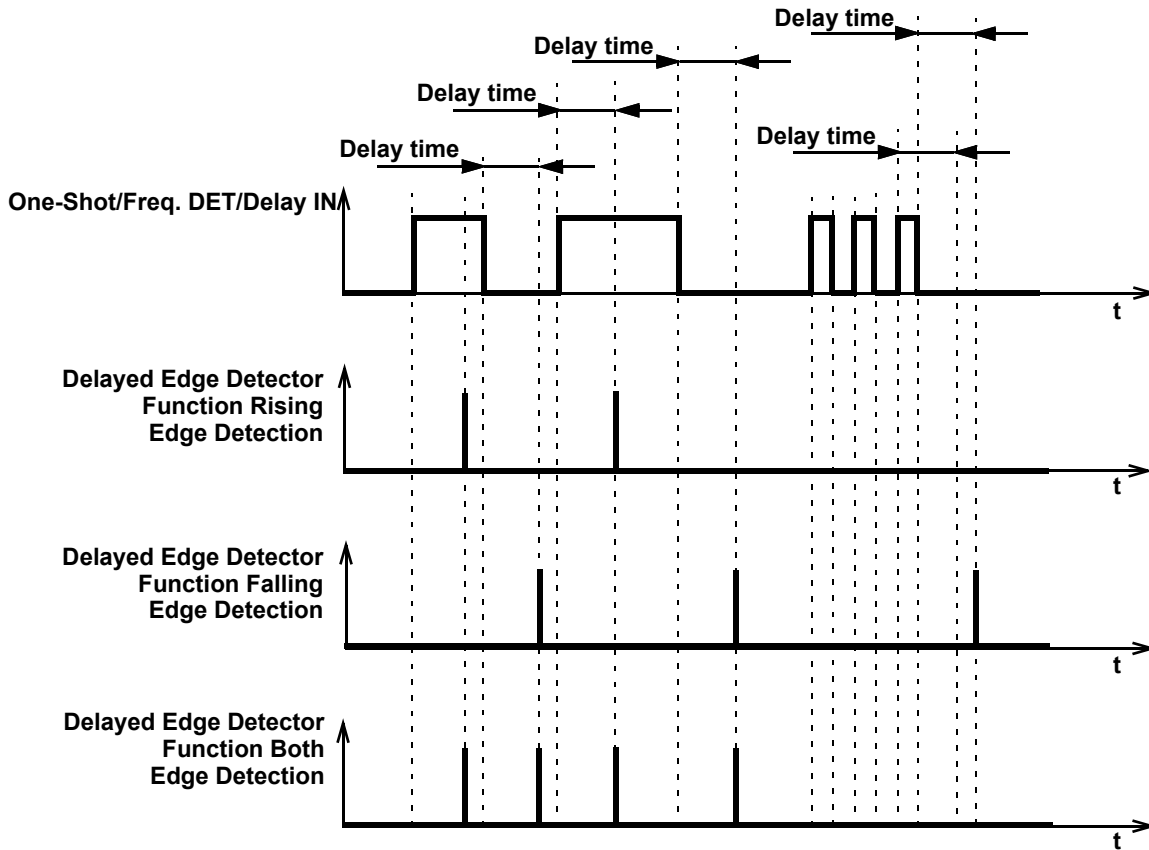 Delay time
Delay time
Delay time
Delay time
Delay time
One-Shot/Freq. DET/Delay IN
t
Delayed Edge Detector
Function Rising
Edge Detection
t
Delayed Edge Detector
Function Falling
Edge Detection
t
Delayed Edge Detector
Function Both
Edge Detection
t